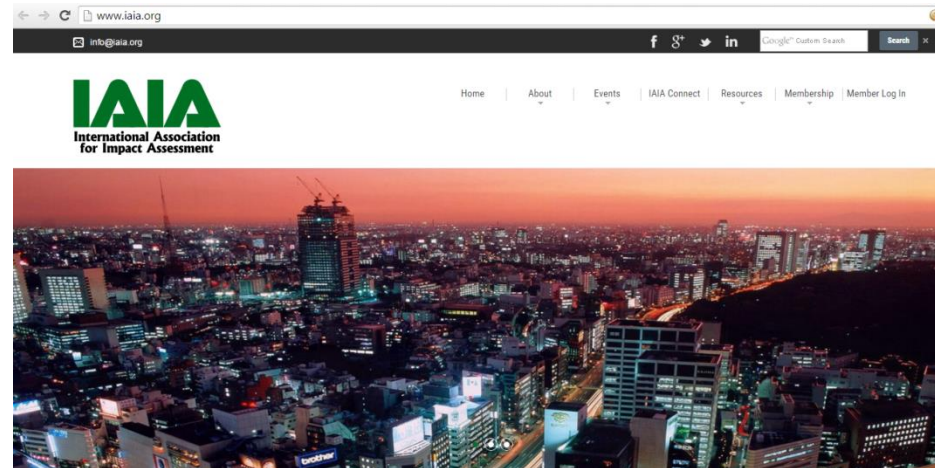 www.iaia.org
info@iaia.org
f g+ in Google™ Custom Search Search ×
IAIA
International Association
for Impact Assessment
Home About Events IAIA Connect Resources Membership Member Log In
brother